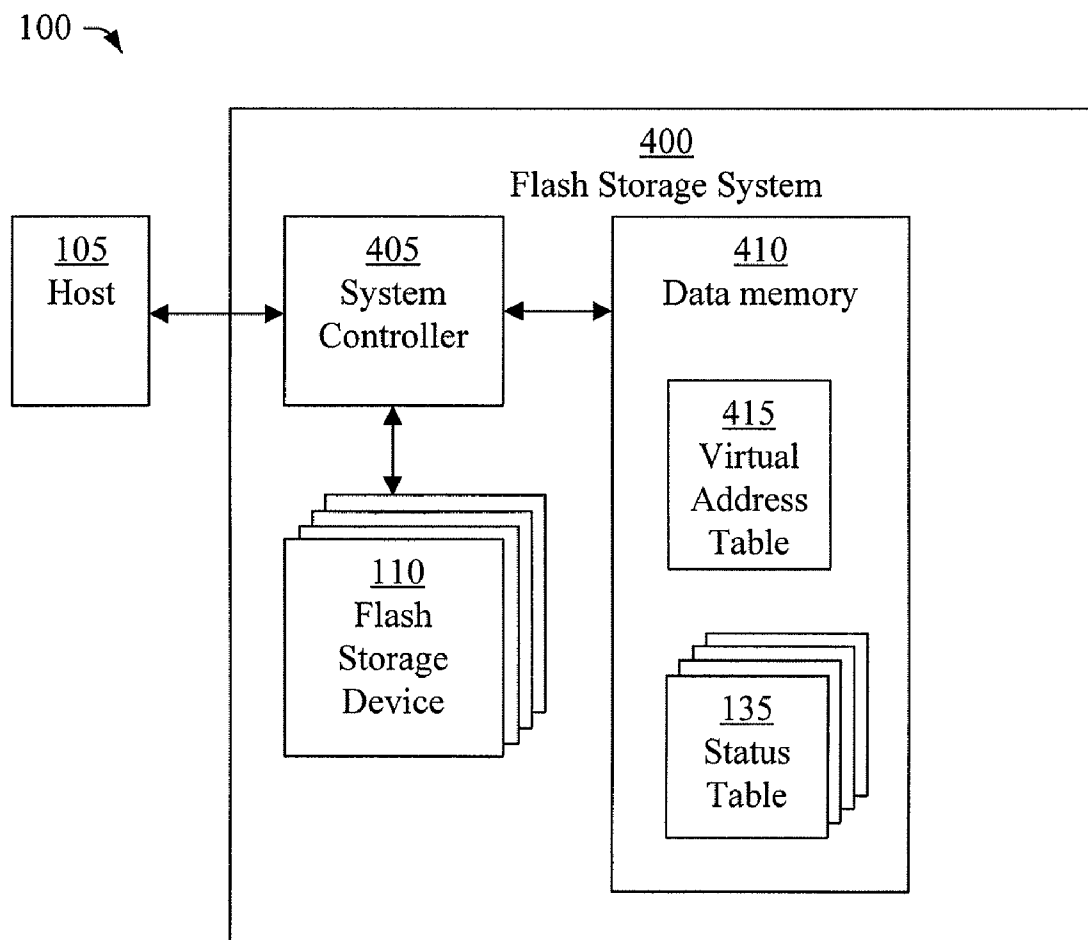 100
400
Flash Storage System
105
Host
405
System
Controller
410
Data memory
415
Virtual
Address
Table
110
Flash
Storage
Device
135
Status
Table